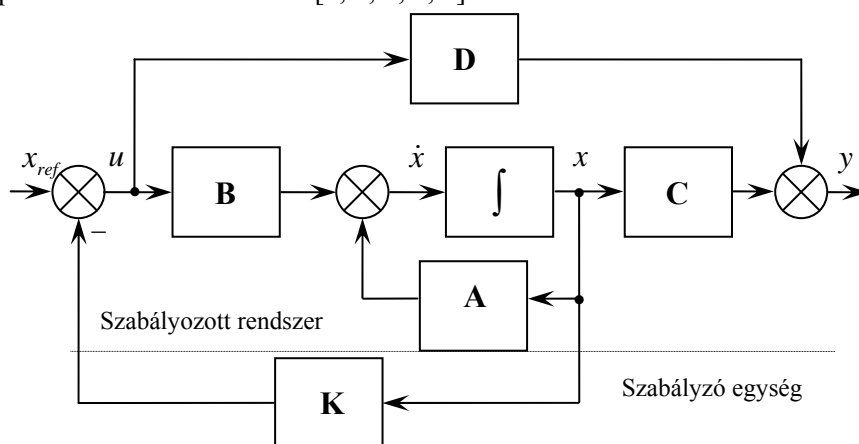 D
x_ref
u
B
ẋ
∫
x
C
y
–
A
Szabályozott rendszer
K
Szabályzó egység